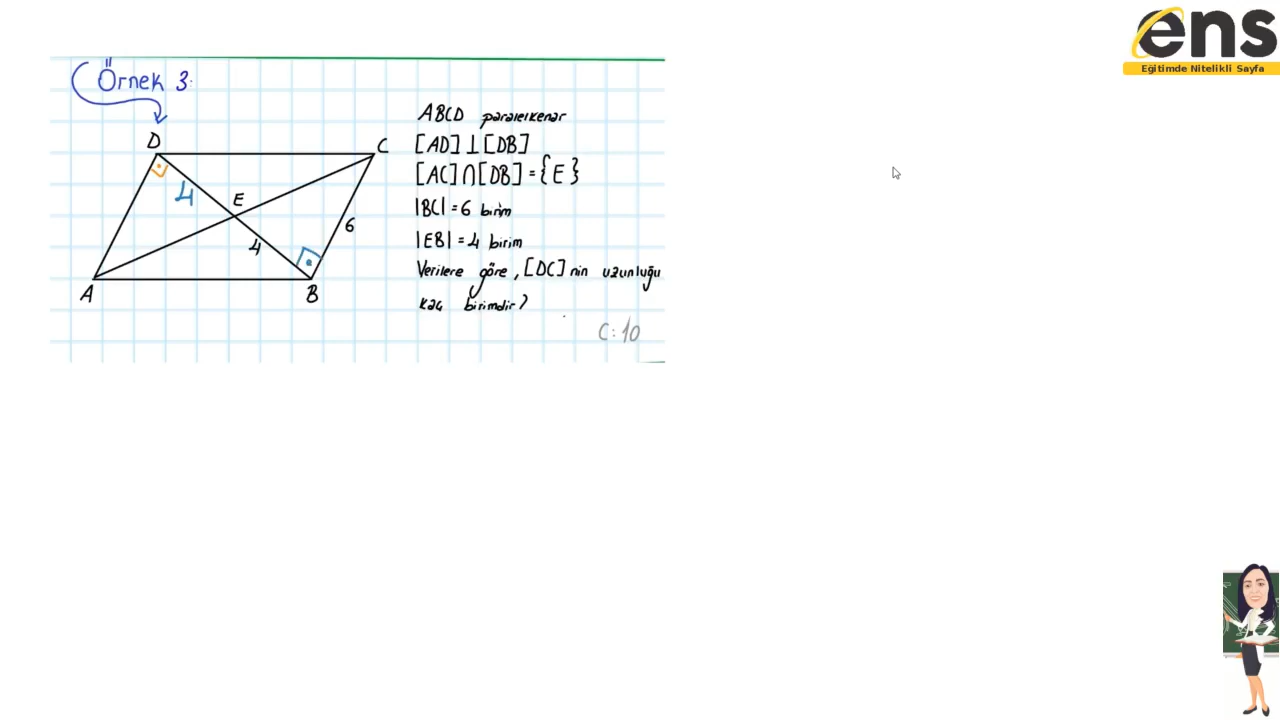 ens
Eğitimde Nitelikli Sayfa
Örnek 3:
ABCD paralelkenar
[AD] ⊥ [DB]
[AC] ∩ [DB] = {E}
|BC| = 6 birim
|EB| = 4 birim
Verilere göre, [DC] nin uzunluğu
kaç birimdir?
C: 10
D
C
4
E
6
4
A
B